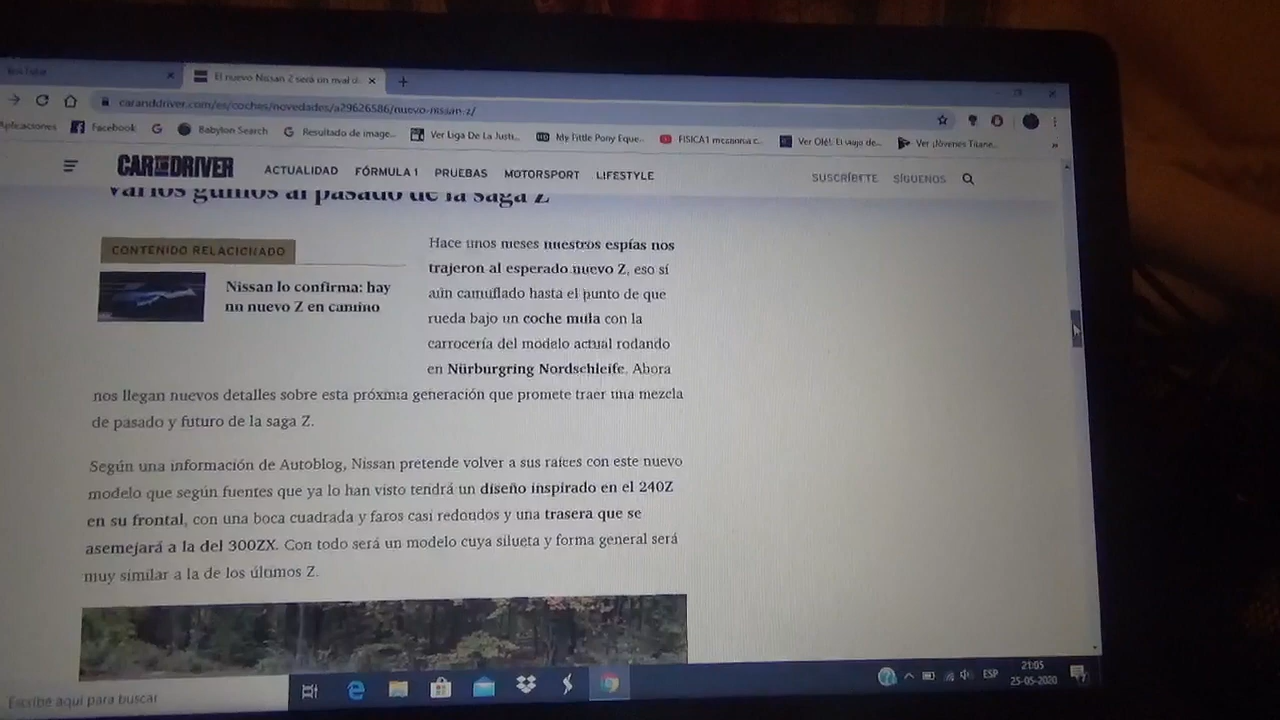 El nuevo Nissan Z será un rival d
caranddriver.com/es/coches/novedades/a29626586/nuevo-nissan-z/
Aplicaciones Facebook Babylon Search Resultado de image... Ver Liga De La Justi... My Little Pony Eque... FISICA1 mecanica c... Ver Olé!. El viaje de... Ver ¡Jóvenes Titane...
CAR AND DRIVER ACTUALIDAD FÓRMULA 1 PRUEBAS MOTORSPORT LIFESTYLE SUSCRÍBETE SÍGUENOS
Varios guiños al pasado de la saga Z
CONTENIDO RELACIONADO
Nissan lo confirma: hay
un nuevo Z en camino
Hace unos meses nuestros espías nos
trajeron al esperado nuevo Z, eso sí
aún camuflado hasta el punto de que
rueda bajo un coche mula con la
carrocería del modelo actual rodando
en Nürburgring Nordschleife. Ahora
nos llegan nuevos detalles sobre esta próxima generación que promete traer una mezcla
de pasado y futuro de la saga Z.
Según una información de Autoblog, Nissan pretende volver a sus raíces con este nuevo
modelo que según fuentes que ya lo han visto tendrá un diseño inspirado en el 240Z
en su frontal, con una boca cuadrada y faros casi redondos y una trasera que se
asemejará a la del 300ZX. Con todo será un modelo cuya silueta y forma general será
muy similar a la de los últimos Z.
Escribe aquí para buscar
ESP
21:05
25-05-2020